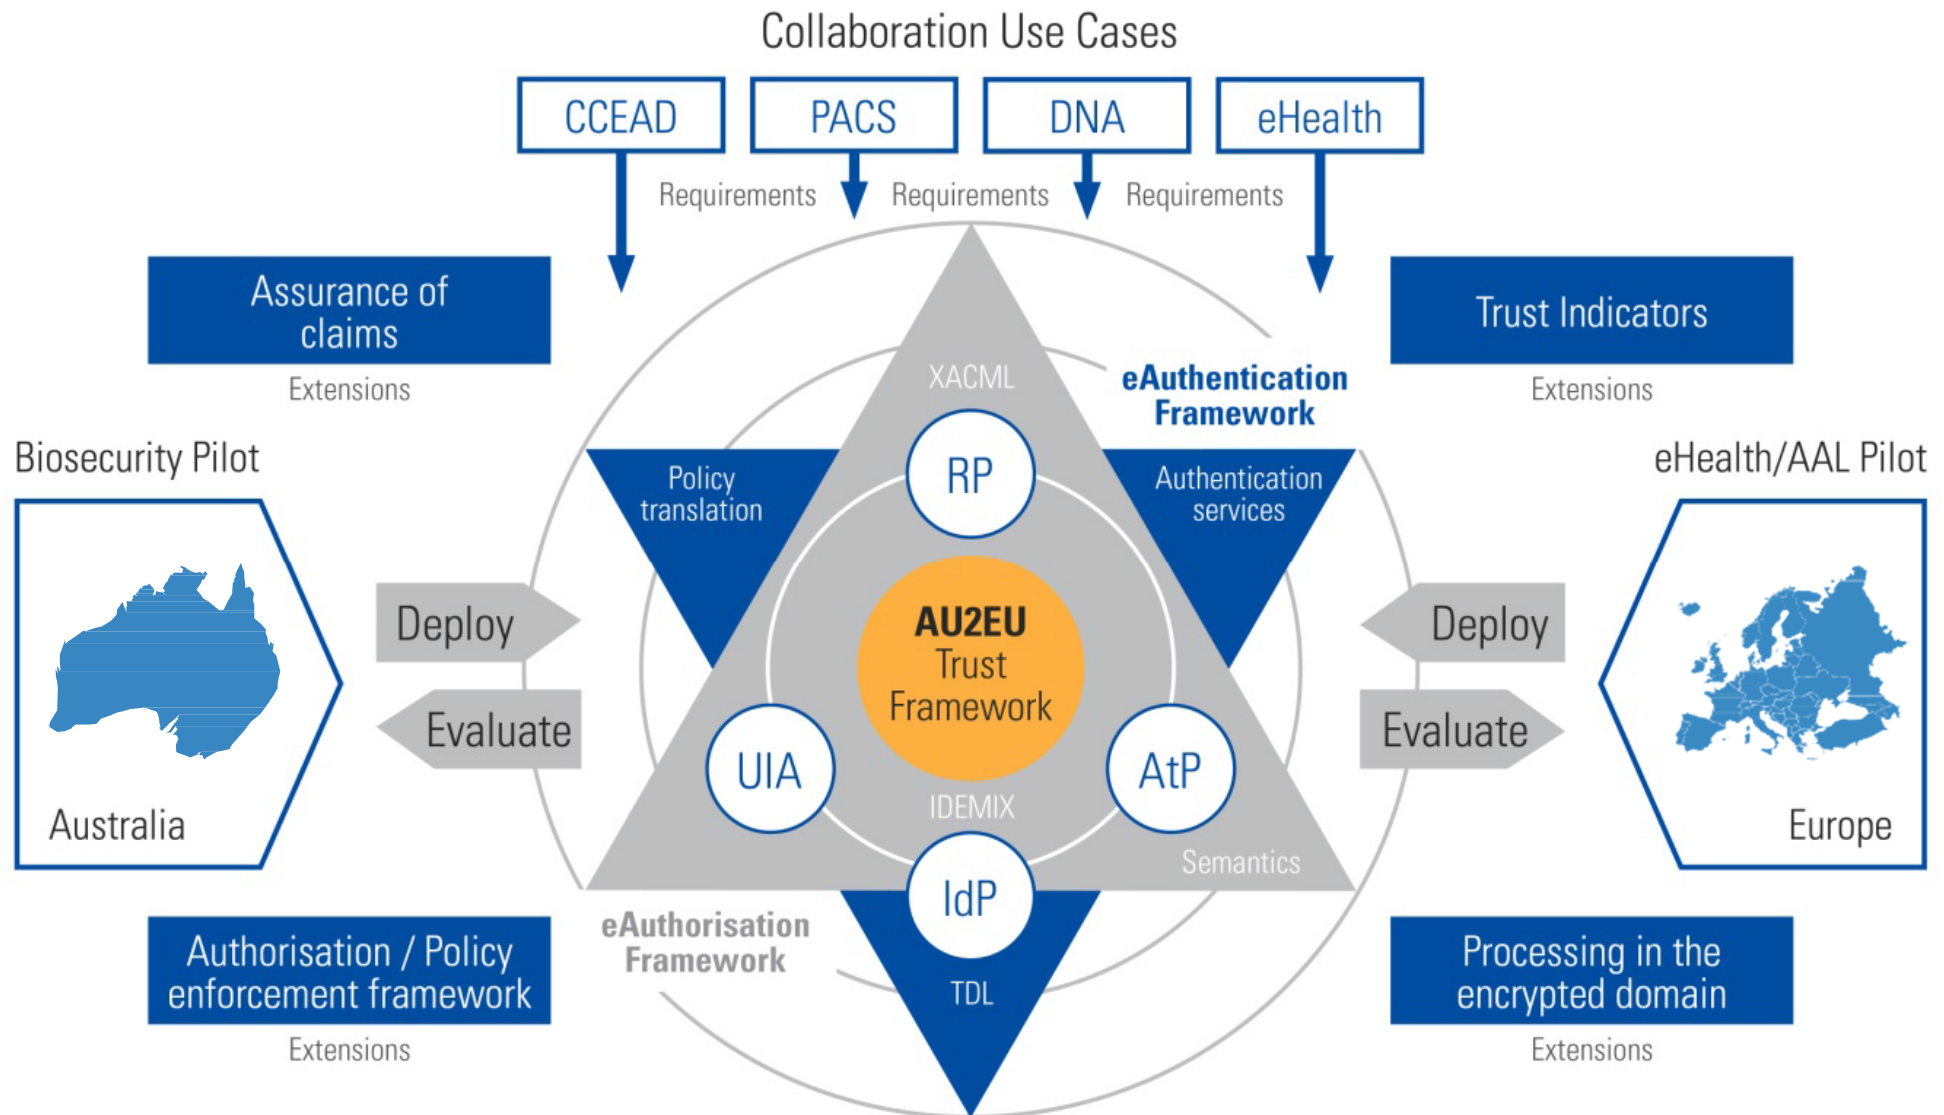 Collaboration Use Cases
CCEAD
PACS
DNA
eHealth
Requirements
Requirements
Requirements
Assurance of
claims
Extensions
Trust Indicators
Extensions
XACML
eAuthentication
Framework
Biosecurity Pilot
eHealth/AAL Pilot
Policy
translation
RP
Authentication
services
Deploy
Evaluate
AU2EU
Trust
Framework
Deploy
Evaluate
UIA
AtP
IDEMIX
Australia
Europe
Semantics
IdP
TDL
eAuthorisation
Framework
Authorisation / Policy
enforcement framework
Extensions
Processing in the
encrypted domain
Extensions